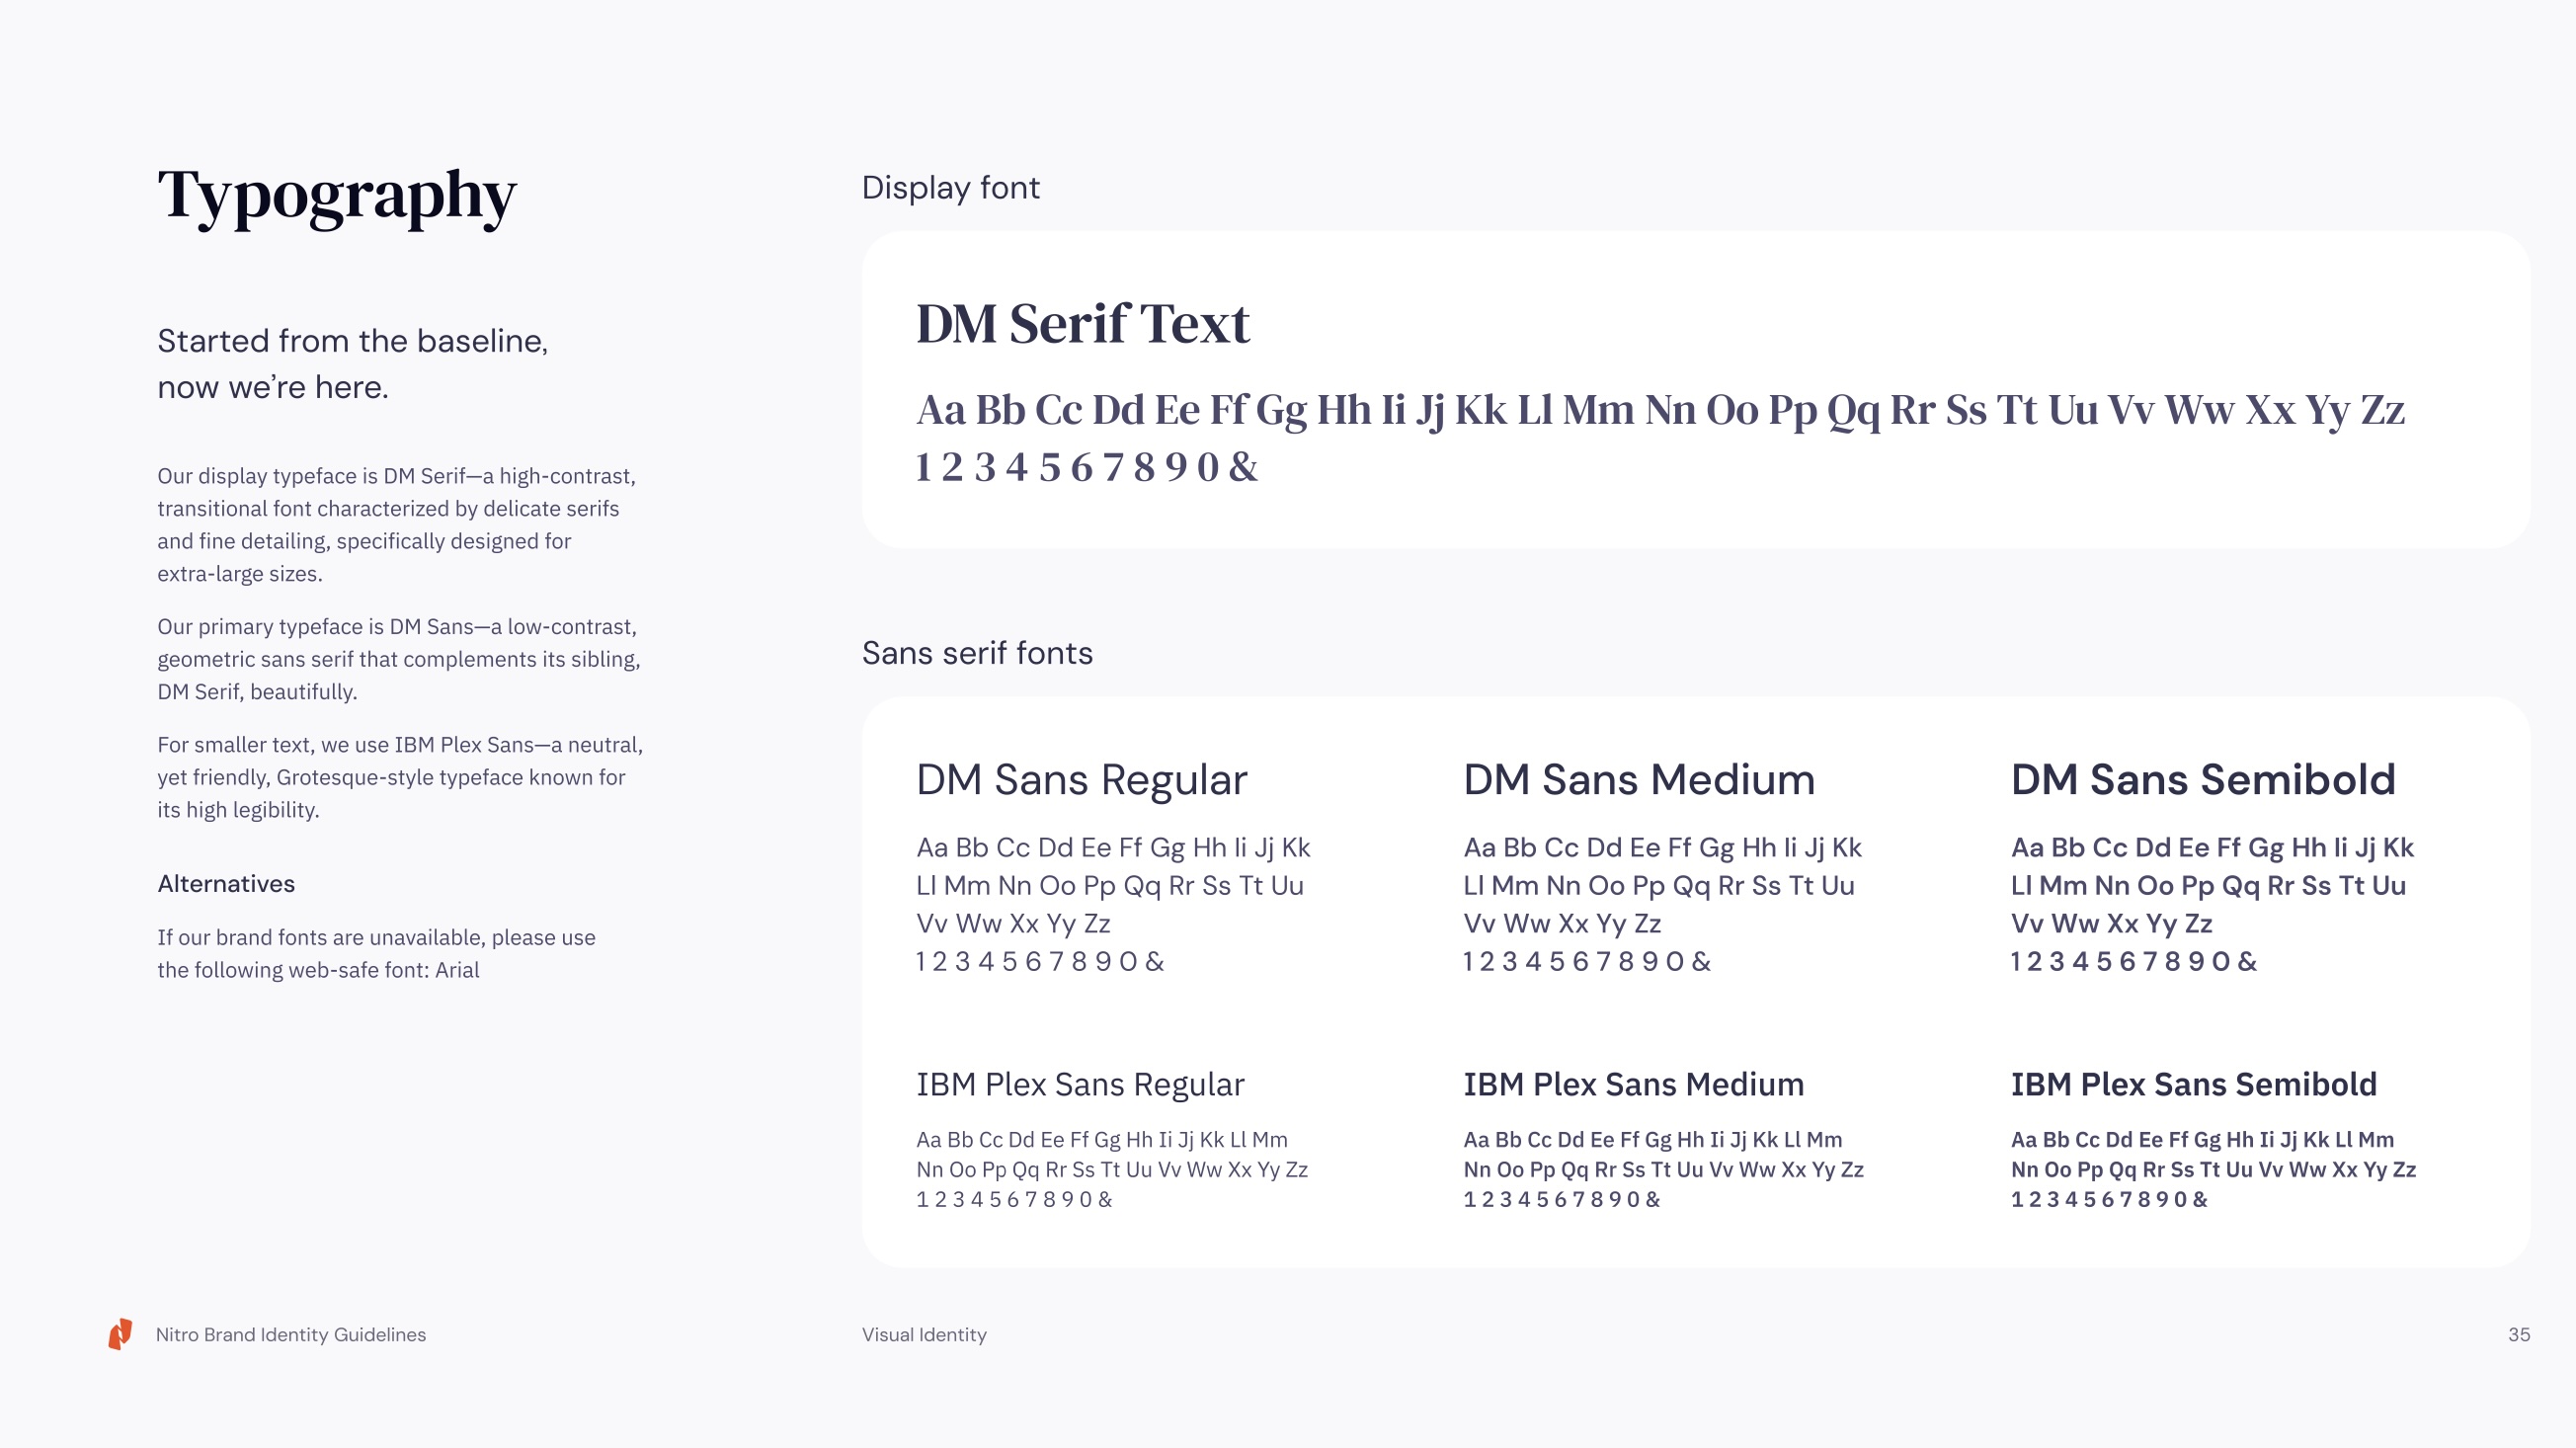 Typography
Started from the baseline,
now we’re here.
Our display typeface is DM Serif—a high-contrast,
transitional font characterized by delicate serifs
and fine detailing, specifically designed for
extra-large sizes.
Our primary typeface is DM Sans—a low-contrast,
geometric sans serif that complements its sibling,
DM Serif, beautifully.
For smaller text, we use IBM Plex Sans—a neutral,
yet friendly, Grotesque-style typeface known for
its high legibility.
Alternatives
If our brand fonts are unavailable, please use
the following web-safe font: Arial
Display font
DM Serif Text
Aa Bb Cc Dd Ee Ff Gg Hh Ii Jj Kk Ll Mm Nn Oo Pp Qq Rr Ss Tt Uu Vv Ww Xx Yy Zz
1 2 3 4 5 6 7 8 9 0 &
Sans serif fonts
DM Sans Regular
Aa Bb Cc Dd Ee Ff Gg Hh Ii Jj Kk
Ll Mm Nn Oo Pp Qq Rr Ss Tt Uu
Vv Ww Xx Yy Zz
1 2 3 4 5 6 7 8 9 0 &
DM Sans Medium
Aa Bb Cc Dd Ee Ff Gg Hh Ii Jj Kk
Ll Mm Nn Oo Pp Qq Rr Ss Tt Uu
Vv Ww Xx Yy Zz
1 2 3 4 5 6 7 8 9 0 &
DM Sans Semibold
Aa Bb Cc Dd Ee Ff Gg Hh Ii Jj Kk
Ll Mm Nn Oo Pp Qq Rr Ss Tt Uu
Vv Ww Xx Yy Zz
1 2 3 4 5 6 7 8 9 0 &
IBM Plex Sans Regular
Aa Bb Cc Dd Ee Ff Gg Hh Ii Jj Kk Ll Mm
Nn Oo Pp Qq Rr Ss Tt Uu Vv Ww Xx Yy Zz
1 2 3 4 5 6 7 8 9 0 &
IBM Plex Sans Medium
Aa Bb Cc Dd Ee Ff Gg Hh Ii Jj Kk Ll Mm
Nn Oo Pp Qq Rr Ss Tt Uu Vv Ww Xx Yy Zz
1 2 3 4 5 6 7 8 9 0 &
IBM Plex Sans Semibold
Aa Bb Cc Dd Ee Ff Gg Hh Ii Jj Kk Ll Mm
Nn Oo Pp Qq Rr Ss Tt Uu Vv Ww Xx Yy Zz
1 2 3 4 5 6 7 8 9 0 &
Nitro Brand Identity Guidelines
Visual Identity
35